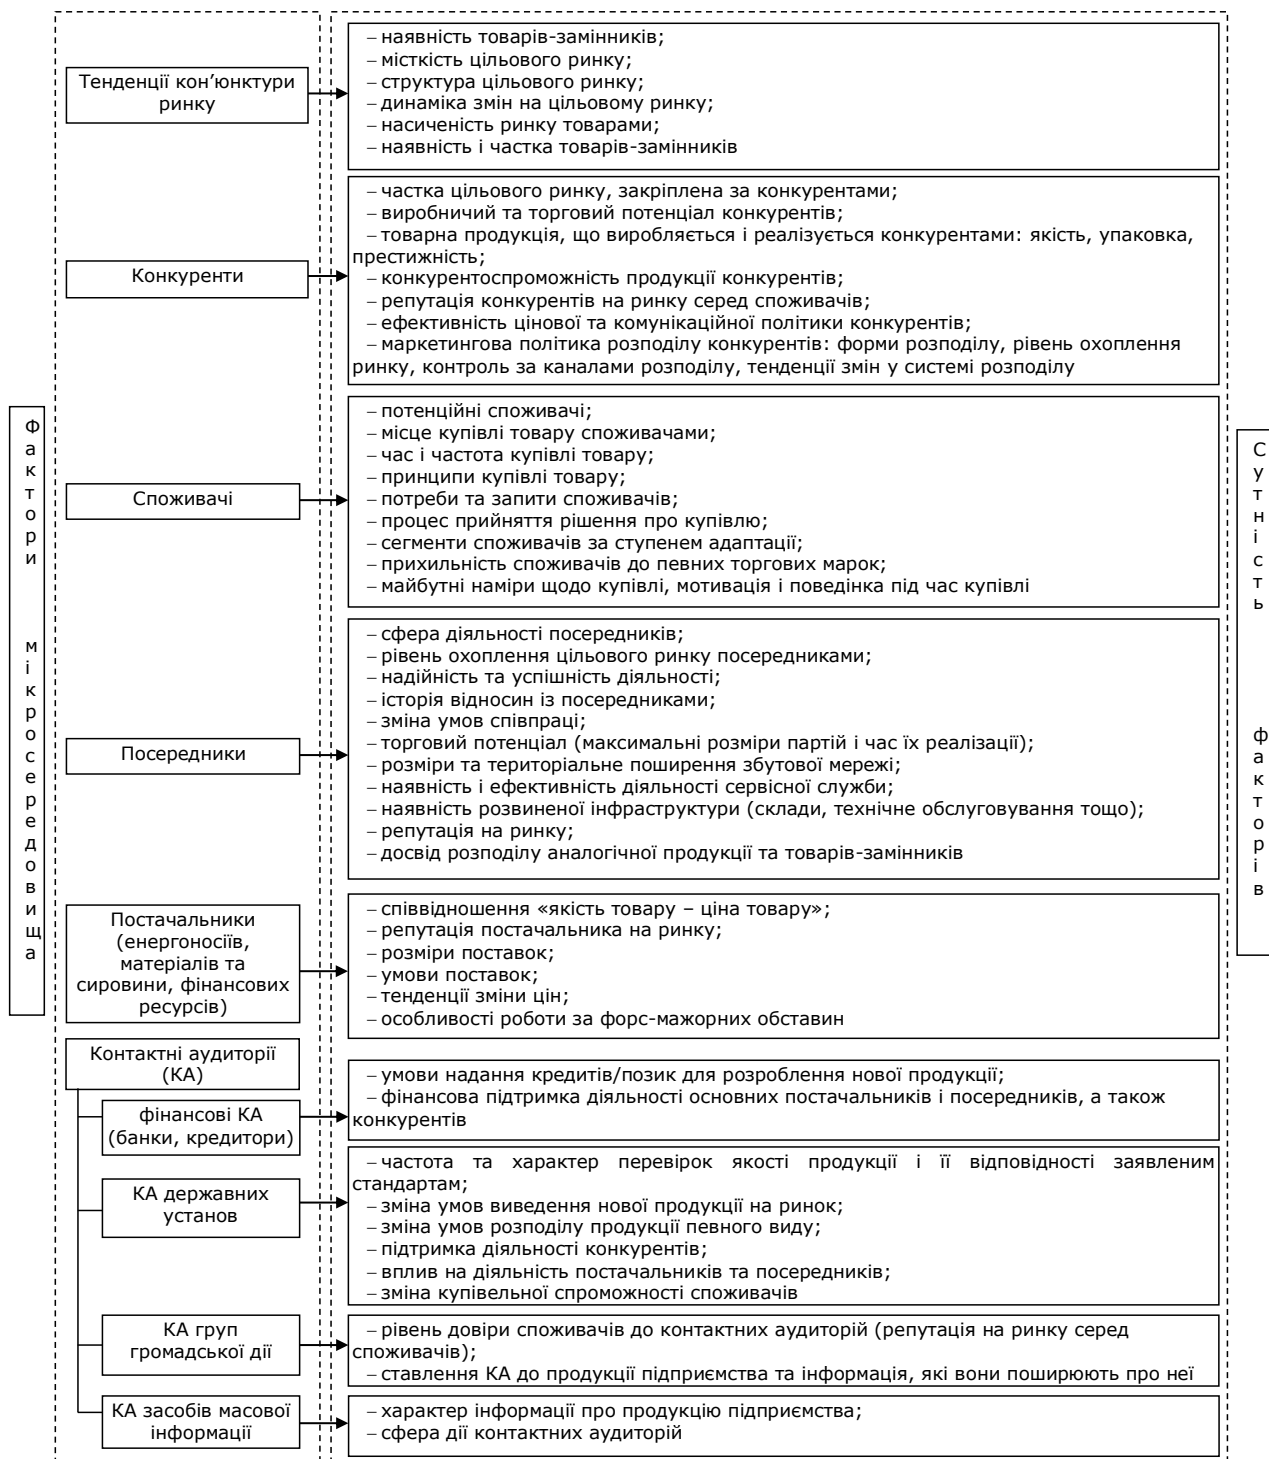 Фактори мікросередовища
Тенденції кон’юнктури
ринку
– наявність товарів-замінників;
– місткість цільового ринку;
– структура цільового ринку;
– динаміка змін на цільовому ринку;
– насиченість ринку товарами;
– наявність і частка товарів-замінників
Конкуренти
– частка цільового ринку, закріплена за конкурентами;
– виробничий та торговий потенціал конкурентів;
– товарна продукція, що виробляється і реалізується конкурентами: якість, упаковка,
престижність;
– конкурентоспроможність продукції конкурентів;
– репутація конкурентів на ринку серед споживачів;
– ефективність цінової та комунікаційної політики конкурентів;
– маркетингова політика розподілу конкурентів: форми розподілу, рівень охоплення
ринку, контроль за каналами розподілу, тенденції змін у системі розподілу
Споживачі
– потенційні споживачі;
– місце купівлі товару споживачами;
– час і частота купівлі товару;
– принципи купівлі товару;
– потреби та запити споживачів;
– процес прийняття рішення про купівлю;
– сегменти споживачів за ступенем адаптації;
– прихильність споживачів до певних торгових марок;
– майбутні наміри щодо купівлі, мотивація і поведінка під час купівлі
Посередники
– сфера діяльності посередників;
– рівень охоплення цільового ринку посередниками;
– надійність та успішність діяльності;
– історія відносин із посередниками;
– зміна умов співпраці;
– торговий потенціал (максимальні розміри партій і час їх реалізації);
– розміри та територіальне поширення збутової мережі;
– наявність і ефективність діяльності сервісної служби;
– наявність розвиненої інфраструктури (склади, технічне обслуговування тощо);
– репутація на ринку;
– досвід розподілу аналогічної продукції та товарів-замінників
Постачальники
(енергоносіїв,
матеріалів та
сировини, фінансових
ресурсів)
– співвідношення «якість товару – ціна товару»;
– репутація постачальника на ринку;
– розміри поставок;
– умови поставок;
– тенденції зміни цін;
– особливості роботи за форс-мажорних обставин
Контактні аудиторії
(КА)
фінансові КА
(банки, кредитори)
– умови надання кредитів/позик для розроблення нової продукції;
– фінансова підтримка діяльності основних постачальників і посередників, а також
конкурентів
КА державних
установ
– частота та характер перевірок якості продукції і її відповідності заявленим
стандартам;
– зміна умов виведення нової продукції на ринок;
– зміна умов розподілу продукції певного виду;
– підтримка діяльності конкурентів;
– вплив на діяльність постачальників та посередників;
– зміна купівельної спроможності споживачів
КА груп
громадської дії
– рівень довіри споживачів до контактних аудиторій (репутація на ринку серед
споживачів);
– ставлення КА до продукції підприємства та інформація, які вони поширюють про неї
КА засобів масової
інформації
– характер інформації про продукцію підприємства;
– сфера дії контактних аудиторій
Сутність факторів